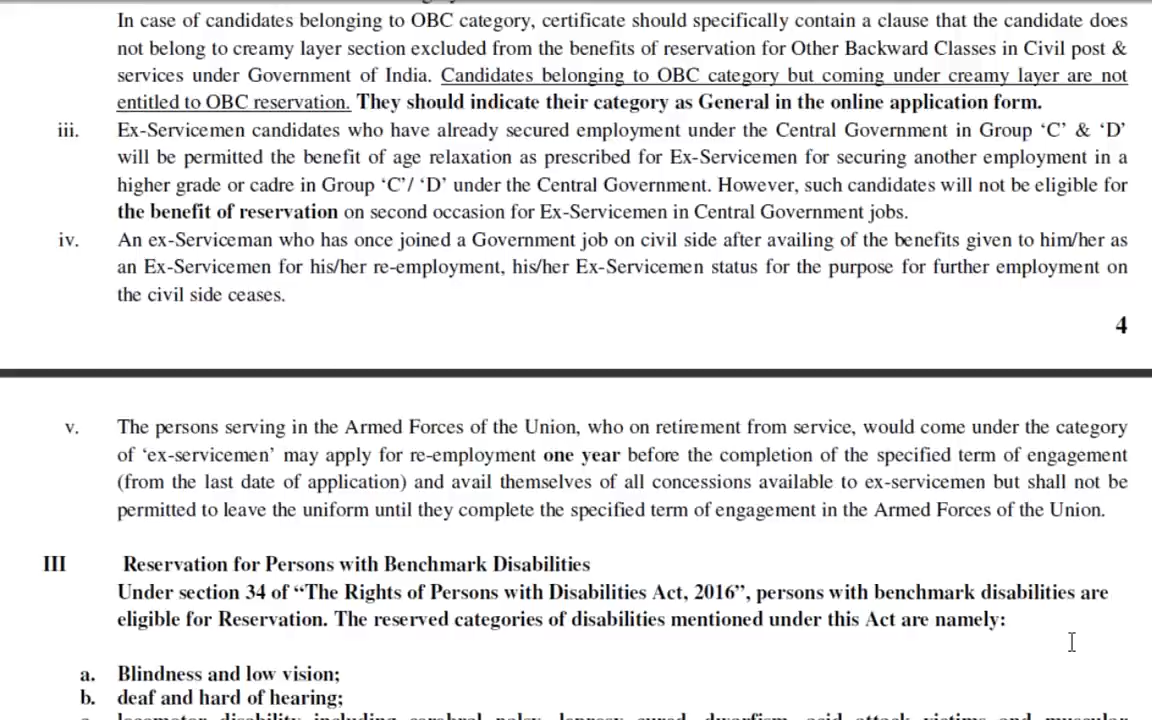 In case of candidates belonging to OBC category, certificate should specifically contain a clause that the candidate does
not belong to creamy layer section excluded from the benefits of reservation for Other Backward Classes in Civil post &
services under Government of India. Candidates belonging to OBC category but coming under creamy layer are not
entitled to OBC reservation. They should indicate their category as General in the online application form.
iii. Ex-Servicemen candidates who have already secured employment under the Central Government in Group ‘C’ & ‘D’
will be permitted the benefit of age relaxation as prescribed for Ex-Servicemen for securing another employment in a
higher grade or cadre in Group ‘C’/ ‘D’ under the Central Government. However, such candidates will not be eligible for
the benefit of reservation on second occasion for Ex-Servicemen in Central Government jobs.
iv. An ex-Serviceman who has once joined a Government job on civil side after availing of the benefits given to him/her as
an Ex-Servicemen for his/her re-employment, his/her Ex-Servicemen status for the purpose for further employment on
the civil side ceases.
4
v. The persons serving in the Armed Forces of the Union, who on retirement from service, would come under the category
of ‘ex-servicemen’ may apply for re-employment one year before the completion of the specified term of engagement
(from the last date of application) and avail themselves of all concessions available to ex-servicemen but shall not be
permitted to leave the uniform until they complete the specified term of engagement in the Armed Forces of the Union.
III Reservation for Persons with Benchmark Disabilities
Under section 34 of “The Rights of Persons with Disabilities Act, 2016”, persons with benchmark disabilities are
eligible for Reservation. The reserved categories of disabilities mentioned under this Act are namely:
a. Blindness and low vision;
b. deaf and hard of hearing;